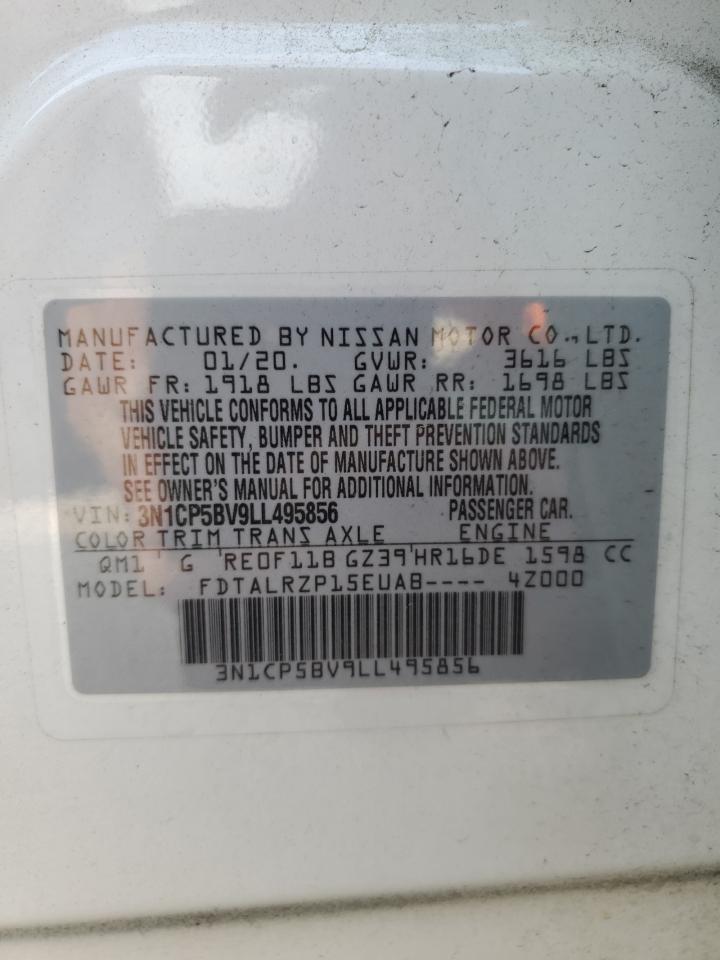 MANUFACTURED BY NISSAN MOTOR CO., LTD.
DATE: 01/20. GVWR: 3616 LBS
GAWR FR: 1918 LBS GAWR RR: 1698 LBS
THIS VEHICLE CONFORMS TO ALL APPLICABLE FEDERAL MOTOR
VEHICLE SAFETY, BUMPER AND THEFT PREVENTION STANDARDS
IN EFFECT ON THE DATE OF MANUFACTURE SHOWN ABOVE.
SEE OWNER'S MANUAL FOR ADDITIONAL INFORMATION.
VIN: 3N1CP5BV9LL495856 PASSENGER CAR.
COLOR TRIM TRANS AXLE ENGINE
QM1 G RE0F11B GZ39 HR16DE 1598 CC
MODEL: FDTALRZP15EUAB---- 4Z000
3N1CP5BV9LL495856